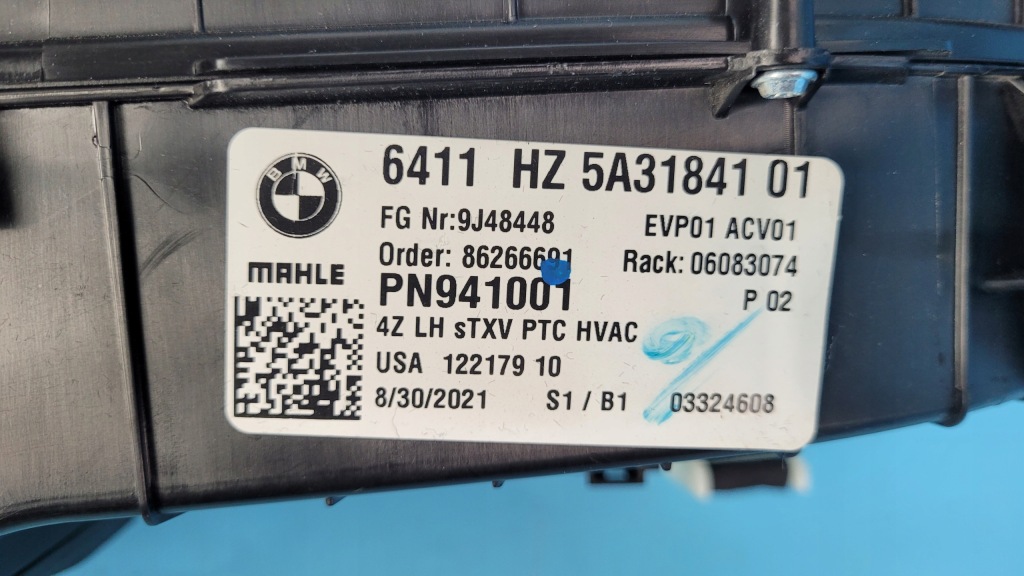 BMW
6411 HZ 5A31841 01
FG Nr:9J48448 EVP01 ACV01
Order: 86266691 Rack: 06083074
MAHLE
PN941001 P 02
4Z LH sTXV PTC HVAC
USA 122179 10
8/30/2021 S1 / B1 03324608